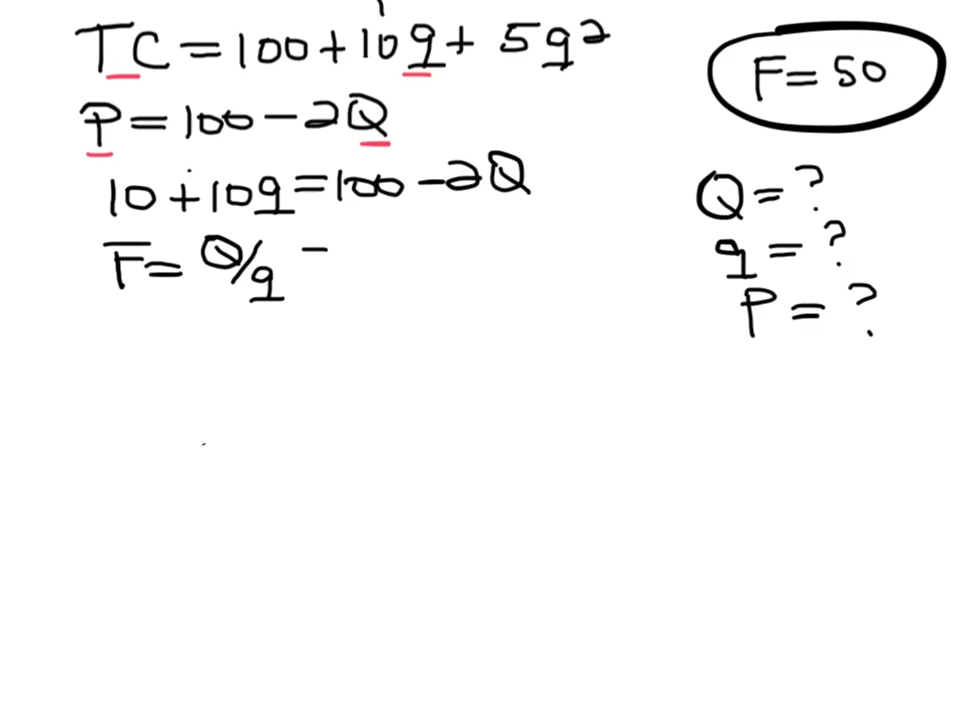 TC = 100 + 10q + 5q²
F = 50
P = 100 - 2Q
10 + 10q = 100 - 2Q
F = Q/q -
Q = ?
q = ?
P = ?